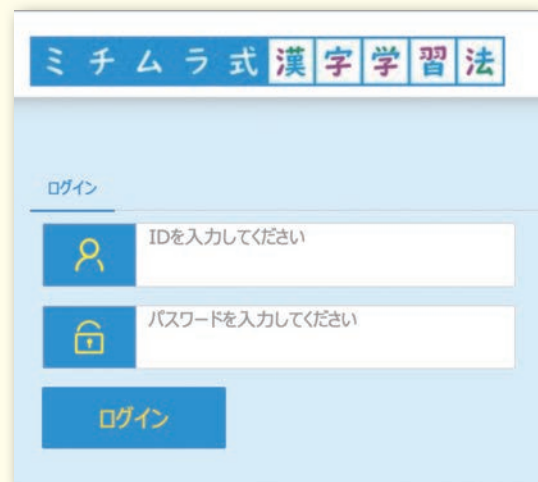 ミチムラ式漢字学習法
ログイン
IDを入力してください
パスワードを入力してください
ログイン